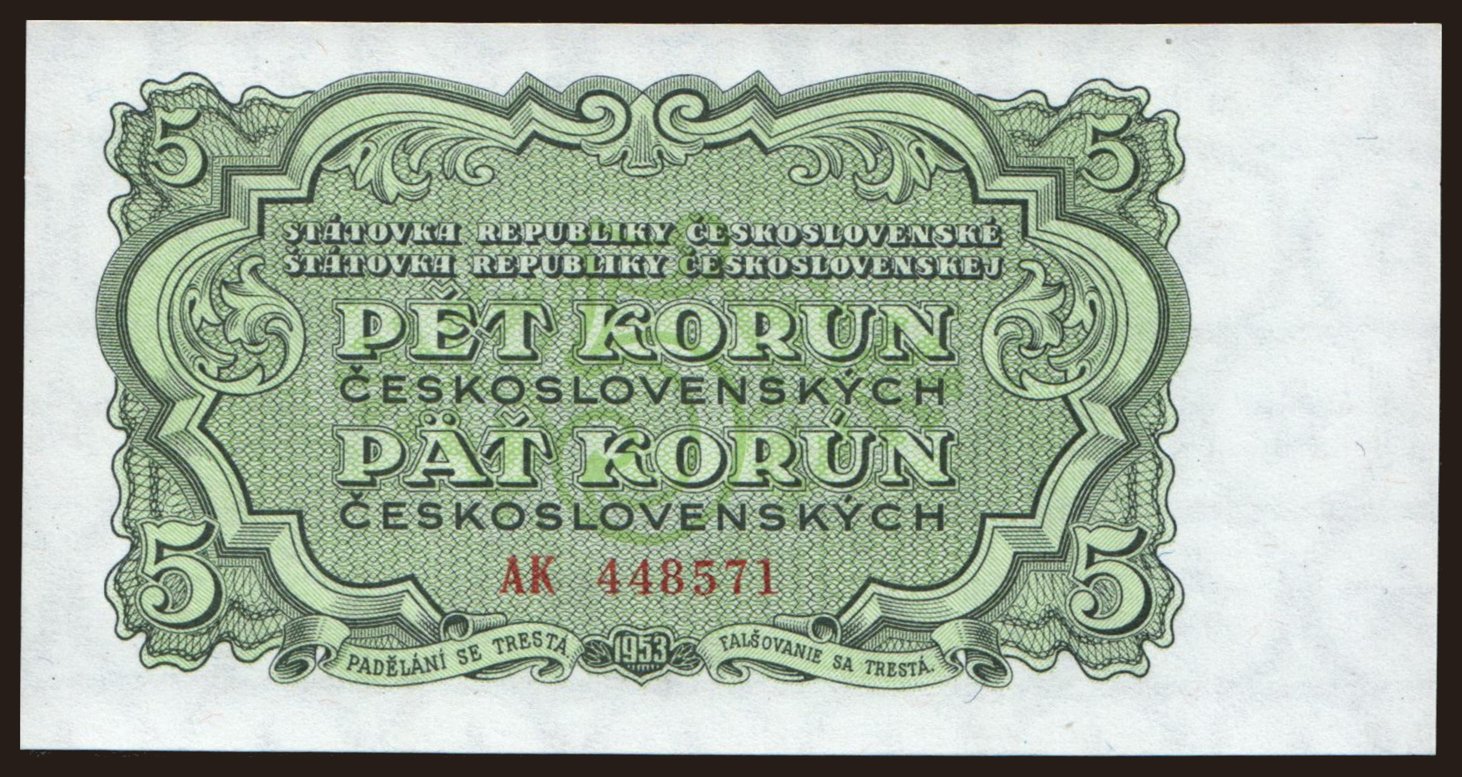 5 5
STÁTOVKA REPUBLIKY ČESKOSLOVENSKÉ
ŠTÁTOVKA REPUBLIKY ČESKOSLOVENSKEJ
PĚT KORUN
ČESKOSLOVENSKÝCH
PÄŤ KORÚN
ČESKOSLOVENSKÝCH
AK 448571
5 5
PADĚLÁNÍ SE TRESTÁ 1953 FALŠOVANIE SA TRESTÁ.